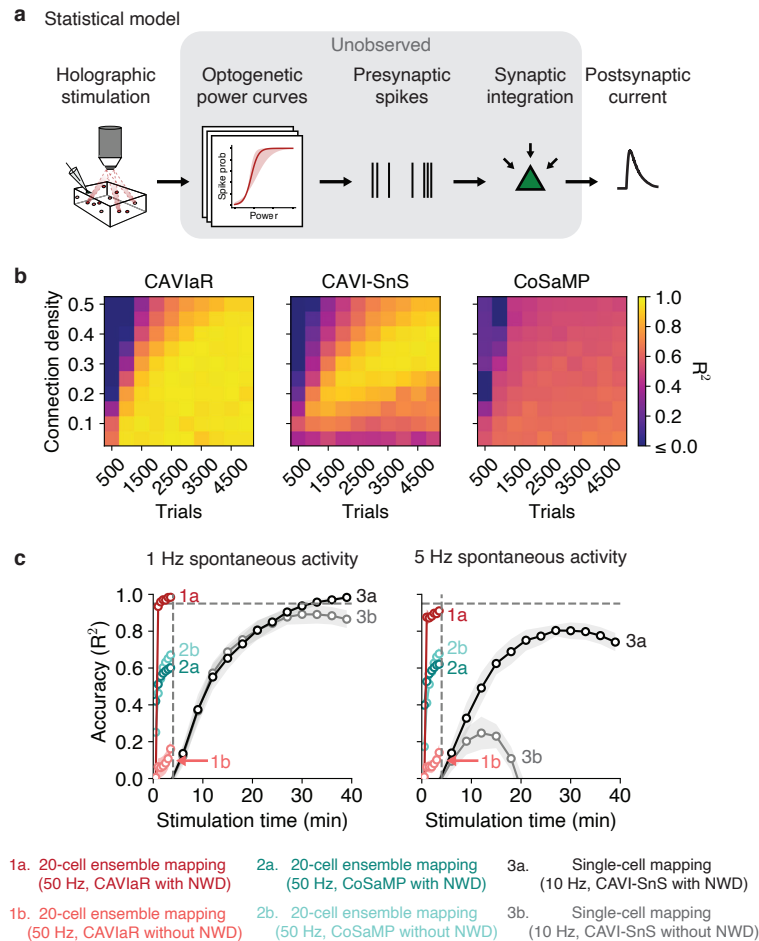 a Statistical model
Unobserved
Holographic stimulation
Optogenetic power curves
Presynaptic spikes
Synaptic integration
Postsynaptic current
Spike prob
Power
b
CAVIaR CAVI-SnS CoSaMP
Connection density
0.5
0.4
0.3
0.2
0.1
500 1500 2500 3500 4500
Trials
500 1500 2500 3500 4500
Trials
500 1500 2500 3500 4500
Trials
1.0
0.8
0.6
0.4
0.2
≤ 0.0
R²
c
1 Hz spontaneous activity
Accuracy (R²)
1.0
0.8
0.6
0.4
0.2
0.0
1a
2b
2a
1b
3a
3b
0 10 20 30 40
Stimulation time (min)
5 Hz spontaneous activity
1a
2b
2a
1b
3a
3b
0 10 20 30 40
Stimulation time (min)
1a. 20-cell ensemble mapping
(50 Hz, CAVIaR with NWD)
1b. 20-cell ensemble mapping
(50 Hz, CAVIaR without NWD)
2a. 20-cell ensemble mapping
(50 Hz, CoSaMP with NWD)
2b. 20-cell ensemble mapping
(50 Hz, CoSaMP without NWD)
3a. Single-cell mapping
(10 Hz, CAVI-SnS with NWD)
3b. Single-cell mapping
(10 Hz, CAVI-SnS without NWD)